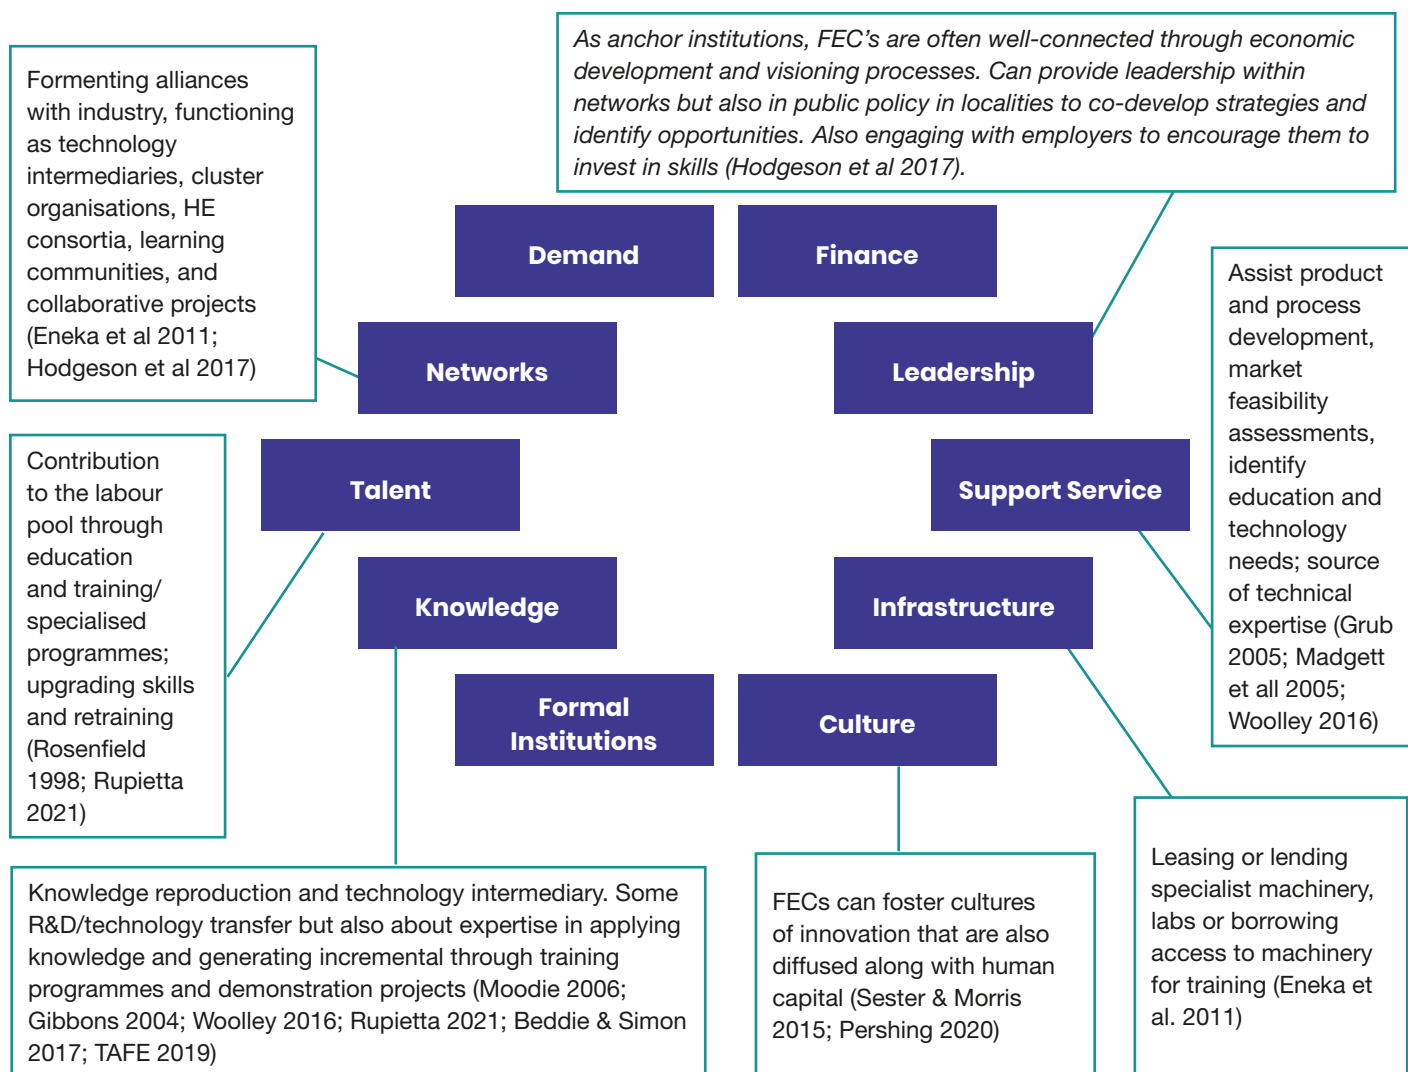 As anchor institutions, FEC's are often well-connected through economic
development and visioning processes. Can provide leadership within
networks but also in public policy in localities to co-develop strategies and
identify opportunities. Also engaging with employers to encourage them to
invest in skills (Hodgeson et al 2017).
Formenting alliances
with industry, functioning
as technology
intermediaries, cluster
organisations, HE
consortia, learning
communities, and
collaborative projects
(Eneka et al 2011;
Hodgeson et al 2017)
Demand
Finance
Networks
Leadership
Assist product
and process
development,
market
feasibility
assessments,
identify
education and
technology
needs; source
of technical
expertise (Grub
2005; Madgett
et all 2005;
Woolley 2016)
Contribution
to the labour
pool through
education
and training/
specialised
programmes;
upgrading skills
and retraining
(Rosenfield
1998; Rupietta
2021)
Talent
Support Service
Knowledge
Infrastructure
Formal
Institutions
Culture
Knowledge reproduction and technology intermediary. Some
R&D/technology transfer but also about expertise in applying
knowledge and generating incremental through training
programmes and demonstration projects (Moodie 2006;
Gibbons 2004; Woolley 2016; Rupietta 2021; Beddie & Simon
2017; TAFE 2019)
FECs can foster cultures
of innovation that are also
diffused along with human
capital (Sester & Morris
2015; Pershing 2020)
Leasing or lending
specialist machinery,
labs or borrowing
access to machinery
for training (Eneka et
al. 2011)